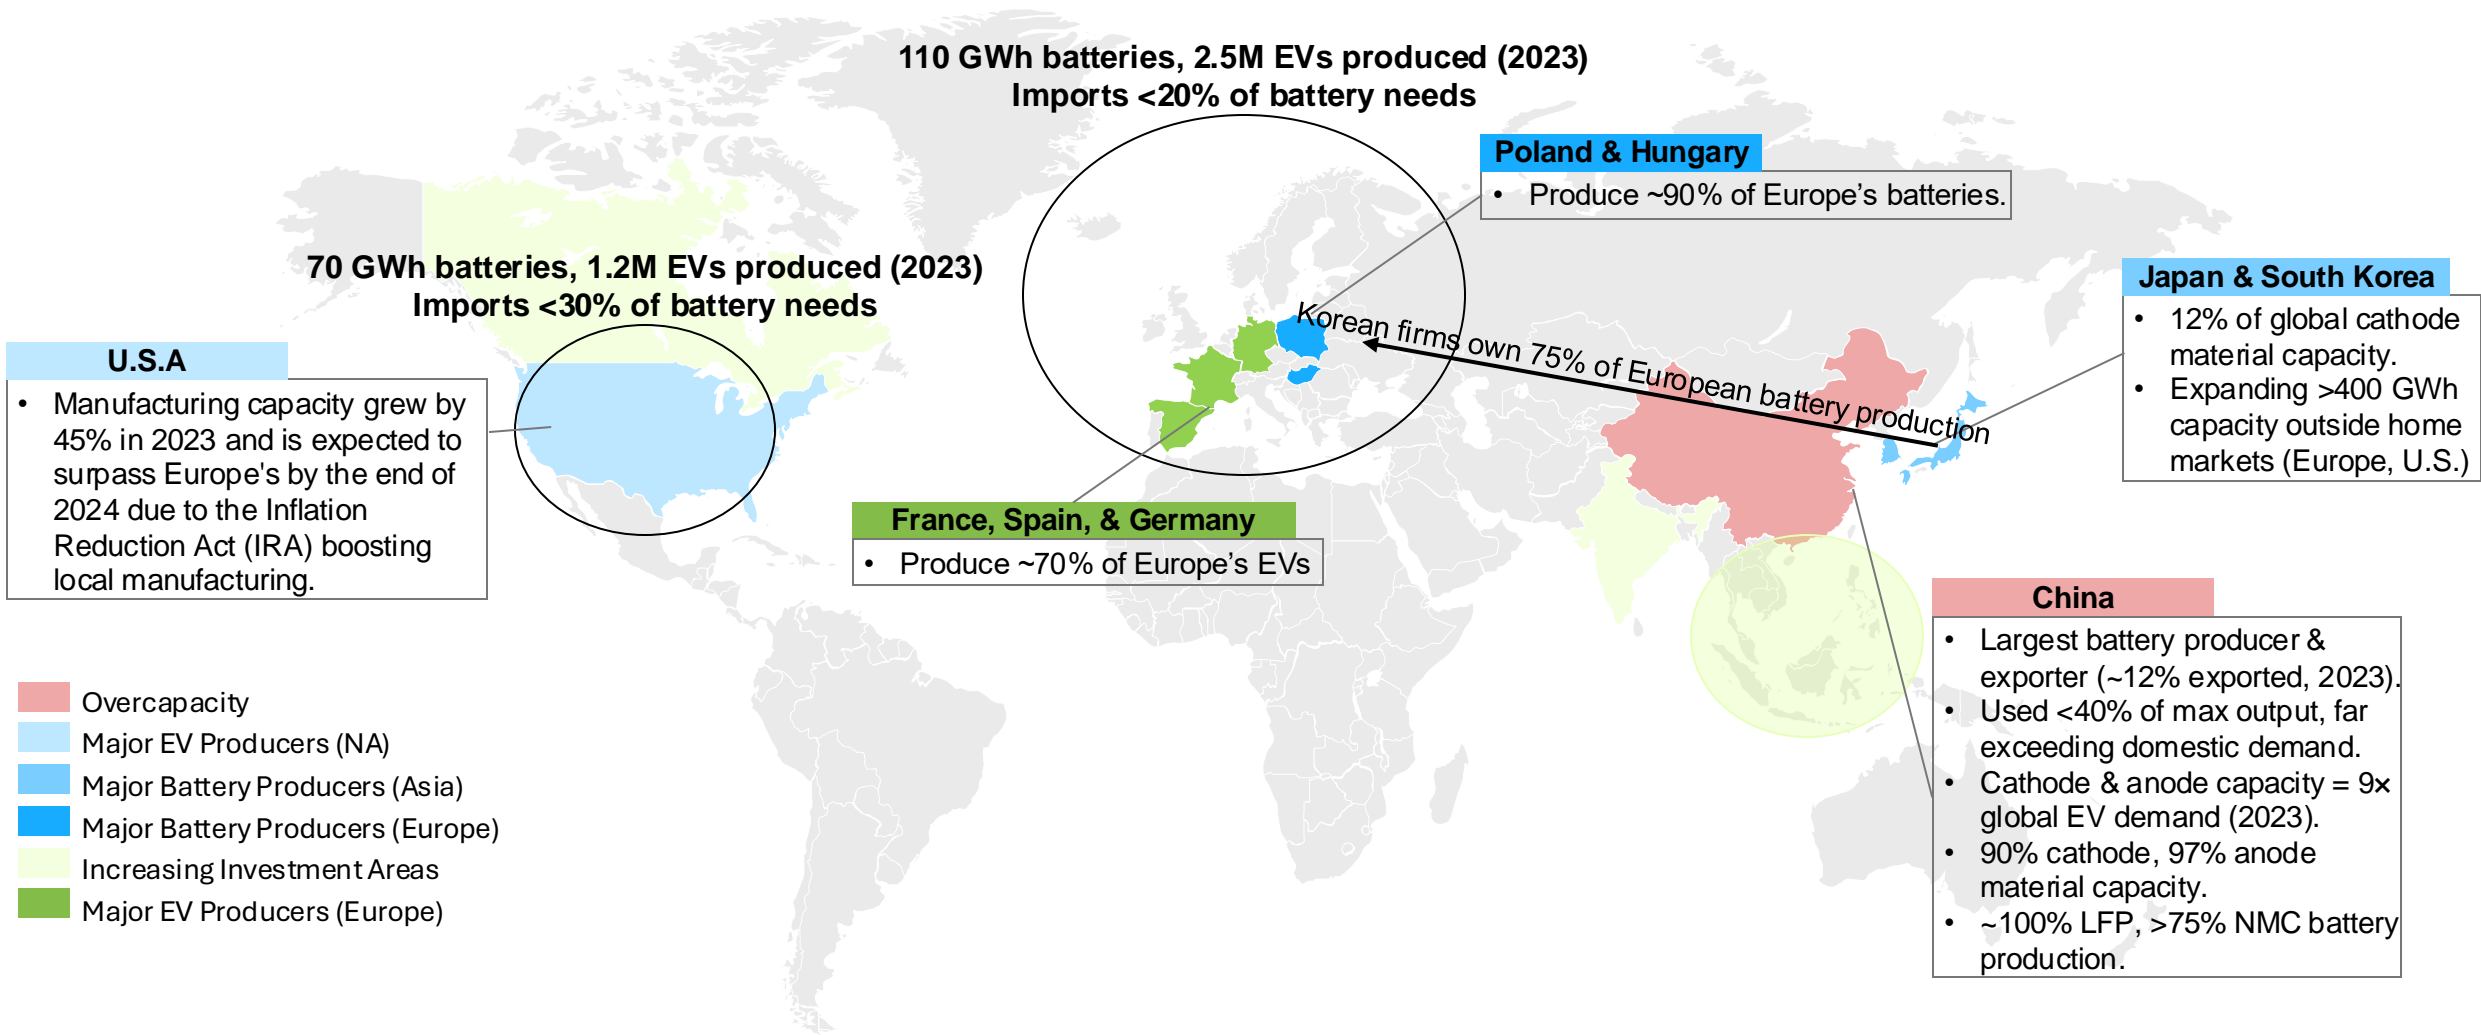 110 GWh batteries, 2.5M EVs produced (2023)
Imports <20% of battery needs
Poland & Hungary
• Produce ~90% of Europe’s batteries.
70 GWh batteries, 1.2M EVs produced (2023)
Imports <30% of battery needs
Japan & South Korea
• 12% of global cathode
material capacity.
• Expanding >400 GWh
capacity outside home
markets (Europe, U.S.)
Korean firms own 75% of European battery production
U.S.A
• Manufacturing capacity grew by
45% in 2023 and is expected to
surpass Europe's by the end of
2024 due to the Inflation
Reduction Act (IRA) boosting
local manufacturing.
France, Spain, & Germany
• Produce ~70% of Europe’s EVs
China
• Largest battery producer &
exporter (~12% exported, 2023).
• Used <40% of max output, far
exceeding domestic demand.
• Cathode & anode capacity = 9×
global EV demand (2023).
• 90% cathode, 97% anode
material capacity.
• ~100% LFP, >75% NMC battery
production.
Overcapacity
Major EV Producers (NA)
Major Battery Producers (Asia)
Major Battery Producers (Europe)
Increasing Investment Areas
Major EV Producers (Europe)